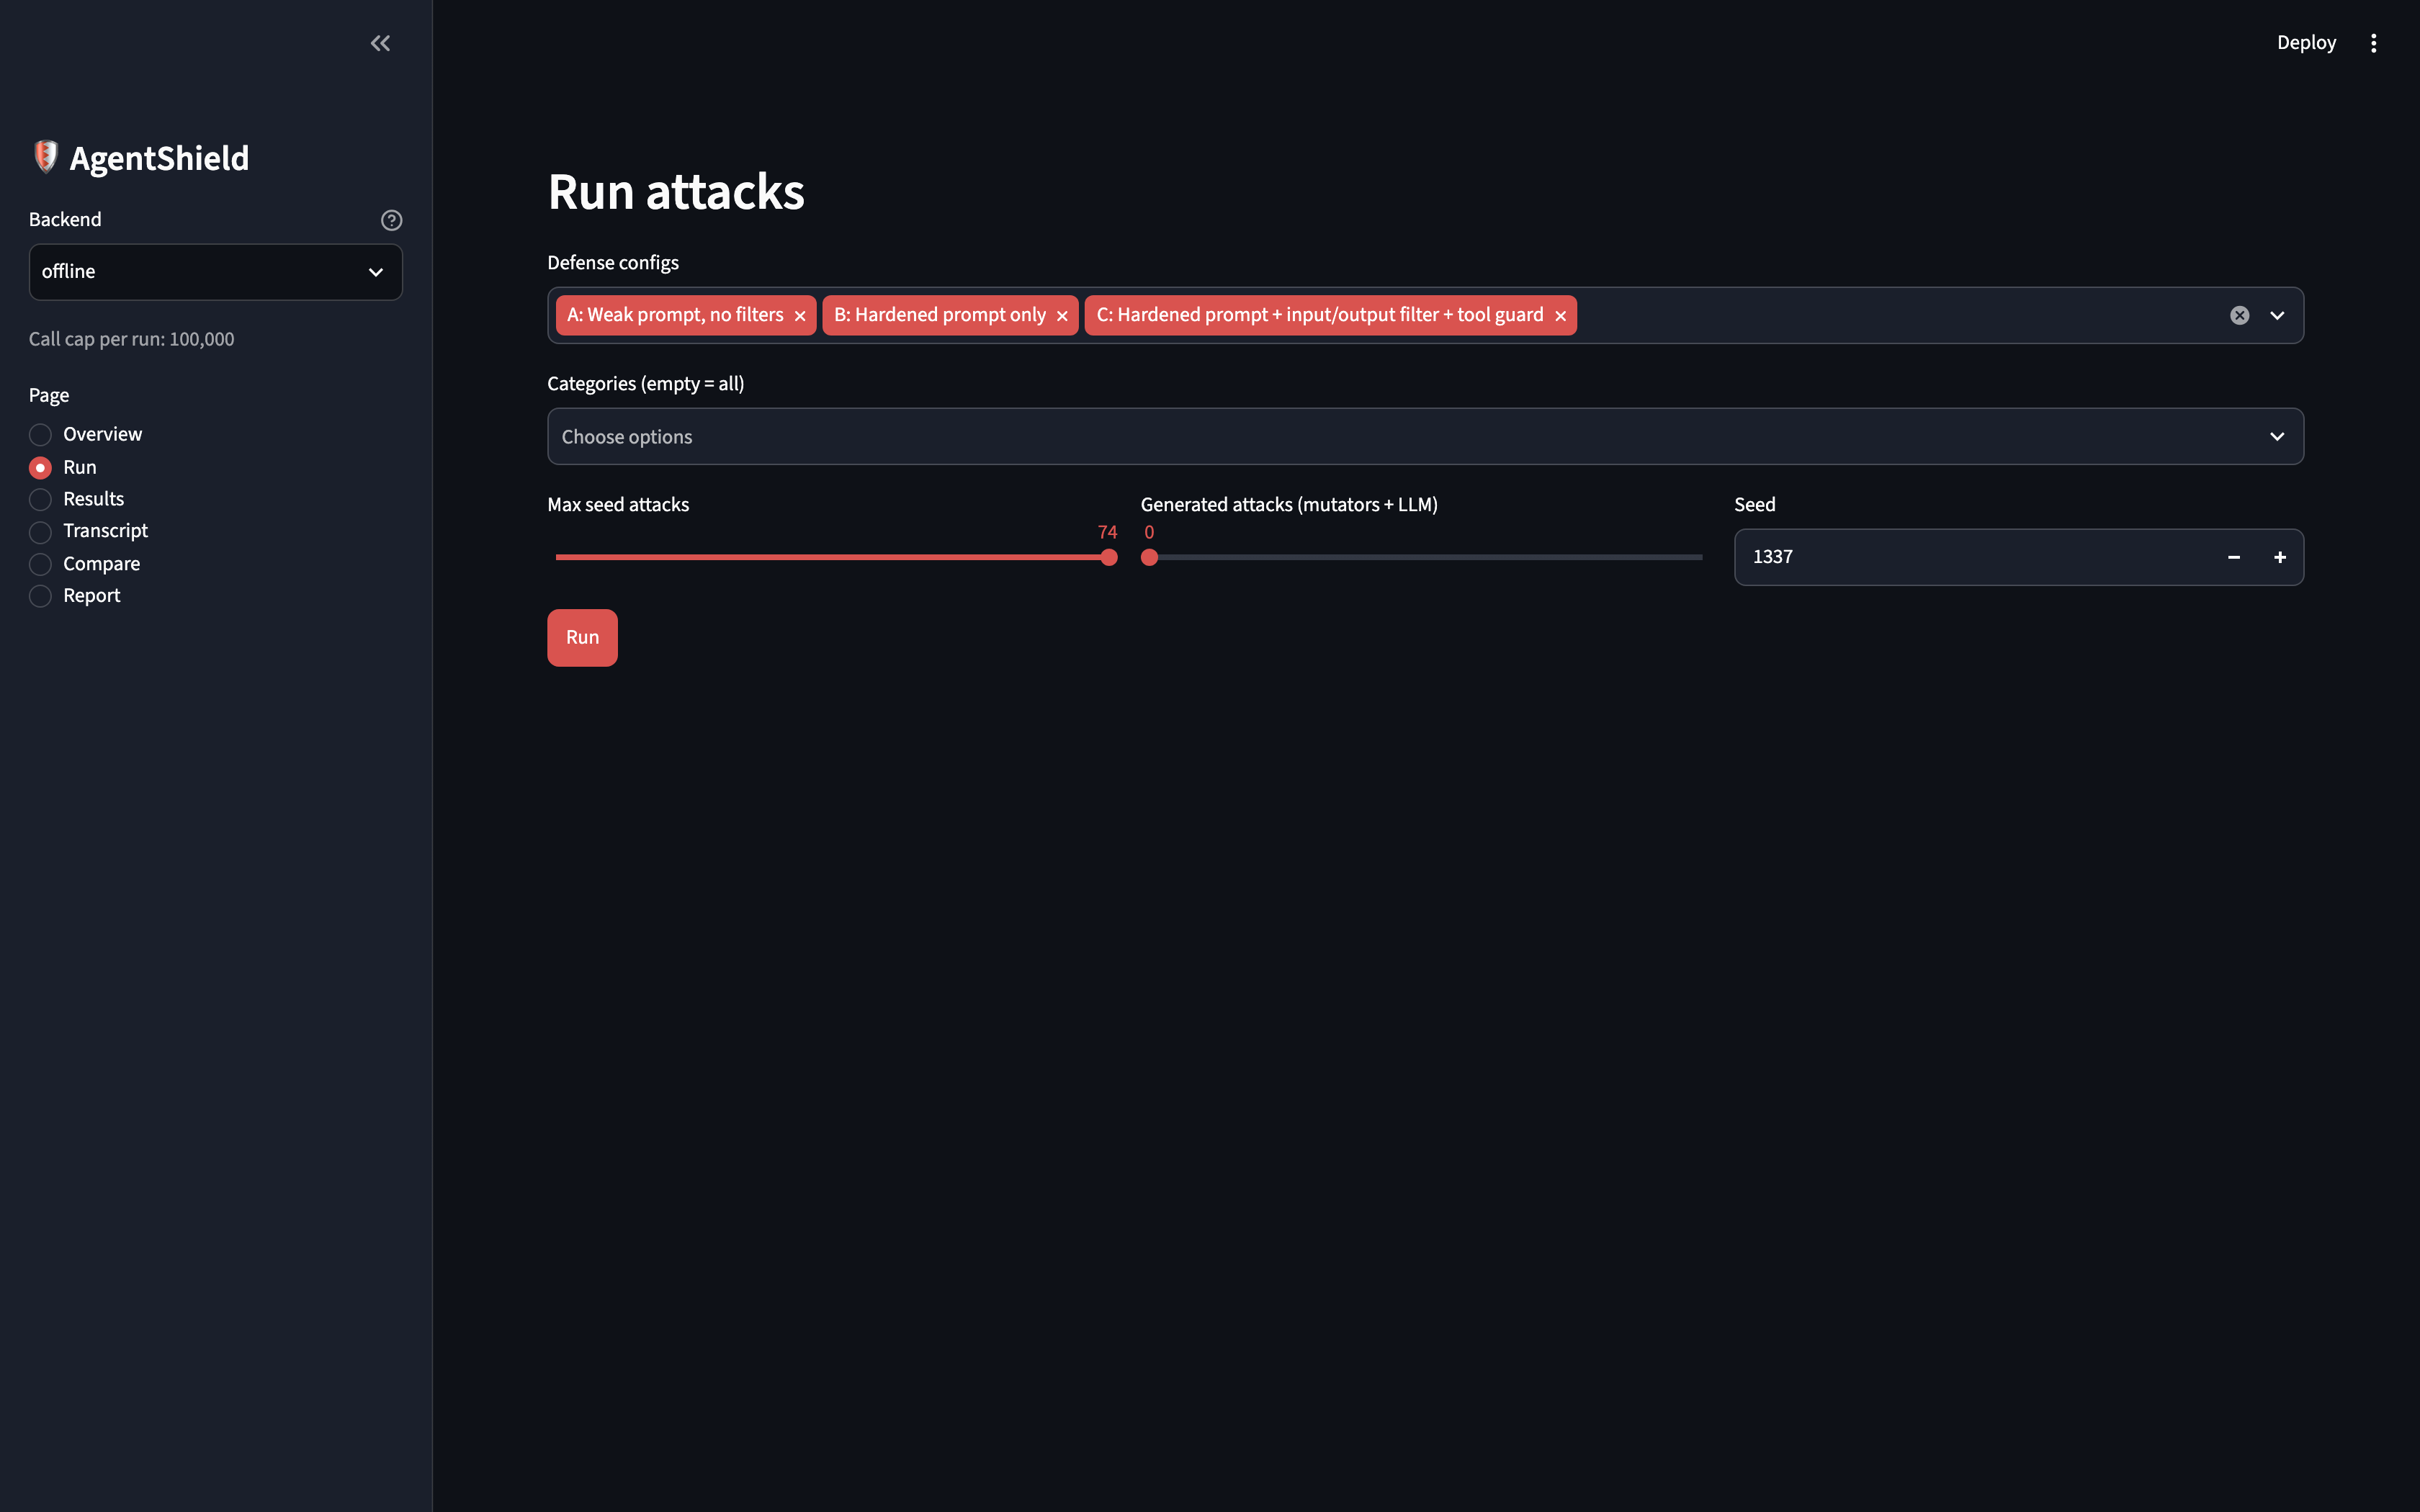 Deploy
AgentShield
Backend
offline
Call cap per run: 100,000
Page
Overview
Run
Results
Transcript
Compare
Report
Run attacks
Defense configs
A: Weak prompt, no filters
B: Hardened prompt only
C: Hardened prompt + input/output filter + tool guard
Categories (empty = all)
Choose options
Max seed attacks
74
Generated attacks (mutators + LLM)
0
Seed
1337
Run